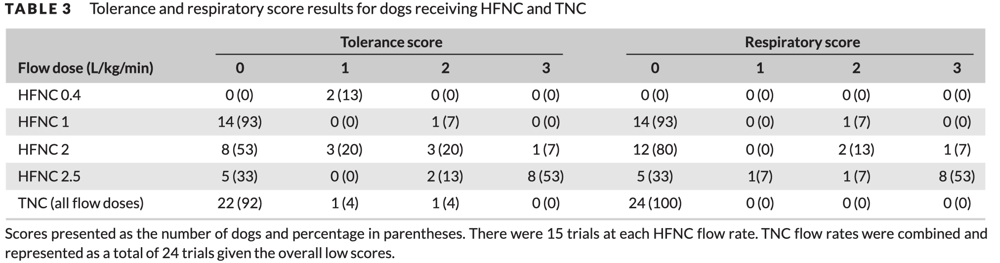 TABLE 3 Tolerance and respiratory score results for dogs receiving HFNC and TNC
Tolerance score Respiratory score
Flow dose (L/kg/min) 0 1 2 3 0 1 2 3
HFNC 0.4 0 (0) 2 (13) 0 (0) 0 (0) 0 (0) 0 (0) 0 (0) 0 (0)
HFNC 1 14 (93) 0 (0) 1 (7) 0 (0) 14 (93) 0 (0) 1 (7) 0 (0)
HFNC 2 8 (53) 3 (20) 3 (20) 1 (7) 12 (80) 0 (0) 2 (13) 1 (7)
HFNC 2.5 5 (33) 0 (0) 2 (13) 8 (53) 5 (33) 1(7) 1 (7) 8 (53)
TNC (all flow doses) 22 (92) 1 (4) 1 (4) 0 (0) 24 (100) 0 (0) 0 (0) 0 (0)
Scores presented as the number of dogs and percentage in parentheses. There were 15 trials at each HFNC flow rate. TNC flow rates were combined and
represented as a total of 24 trials given the overall low scores.